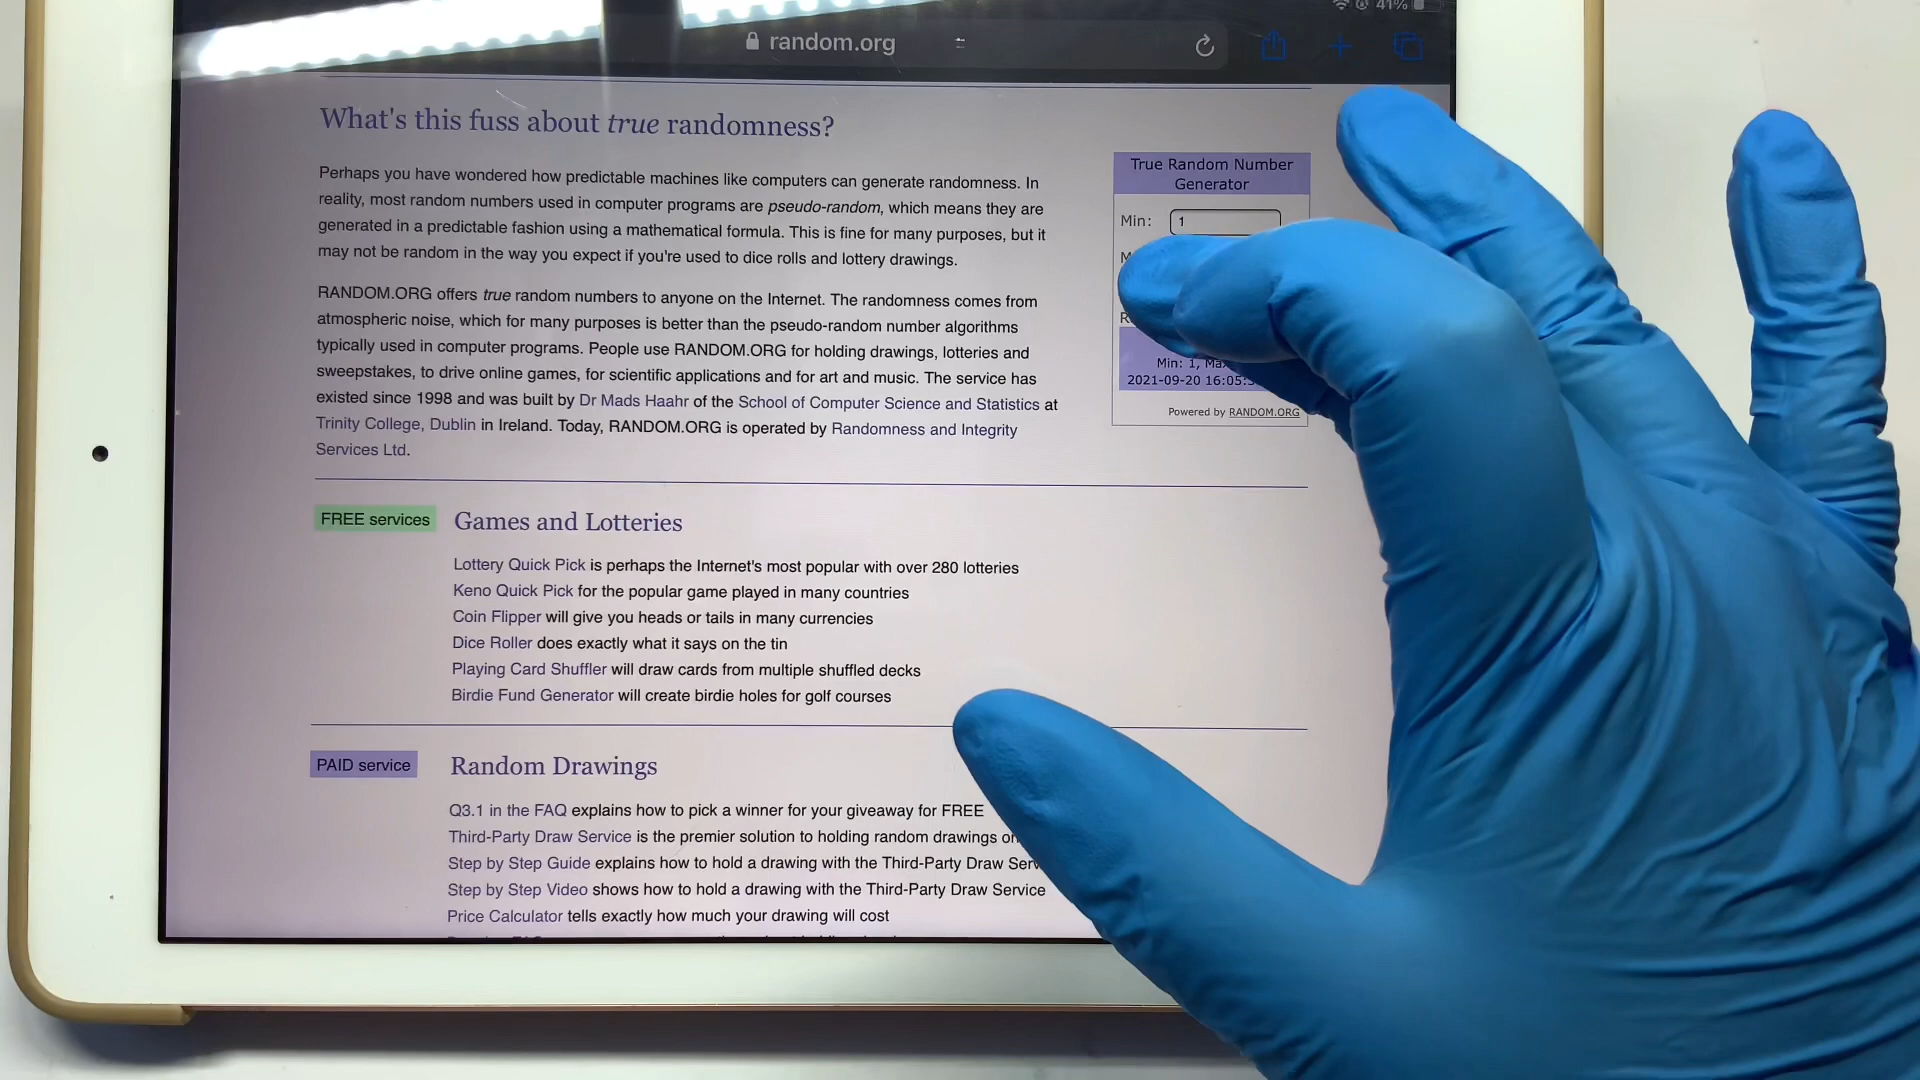 41%
random.org
What's this fuss about true randomness?
Perhaps you have wondered how predictable machines like computers can generate randomness. In
reality, most random numbers used in computer programs are pseudo-random, which means they are
generated in a predictable fashion using a mathematical formula. This is fine for many purposes, but it
may not be random in the way you expect if you're used to dice rolls and lottery drawings.
RANDOM.ORG offers true random numbers to anyone on the Internet. The randomness comes from
atmospheric noise, which for many purposes is better than the pseudo-random number algorithms
typically used in computer programs. People use RANDOM.ORG for holding drawings, lotteries and
sweepstakes, to drive online games, for scientific applications and for art and music. The service has
existed since 1998 and was built by Dr Mads Haahr of the School of Computer Science and Statistics at
Trinity College, Dublin in Ireland. Today, RANDOM.ORG is operated by Randomness and Integrity
Services Ltd.
True Random Number
Generator
Min: 1
Min: 1, Max
2021-09-20 16:05:
Powered by RANDOM.ORG
FREE services
Games and Lotteries
Lottery Quick Pick is perhaps the Internet's most popular with over 280 lotteries
Keno Quick Pick for the popular game played in many countries
Coin Flipper will give you heads or tails in many currencies
Dice Roller does exactly what it says on the tin
Playing Card Shuffler will draw cards from multiple shuffled decks
Birdie Fund Generator will create birdie holes for golf courses
PAID service
Random Drawings
Q3.1 in the FAQ explains how to pick a winner for your giveaway for FREE
Third-Party Draw Service is the premier solution to holding random drawings
Step by Step Guide explains how to hold a drawing with the Third-Party Draw
Step by Step Video shows how to hold a drawing with the Third-Party Draw Service
Price Calculator tells exactly how much your drawing will cost